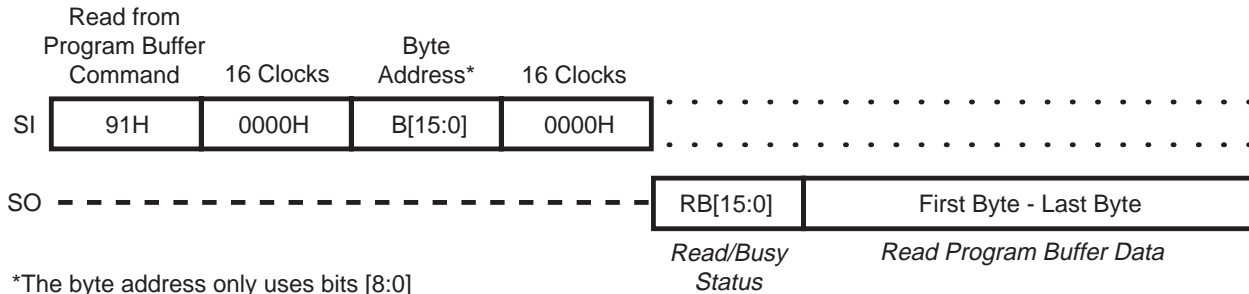 Read from
Program Buffer
Command
16 Clocks
Byte
Address*
16 Clocks
SI
91H
0000H
B[15:0]
0000H
SO
RB[15:0]
First Byte - Last Byte
Read/Busy
Status
Read Program Buffer Data
*The byte address only uses bits [8:0]